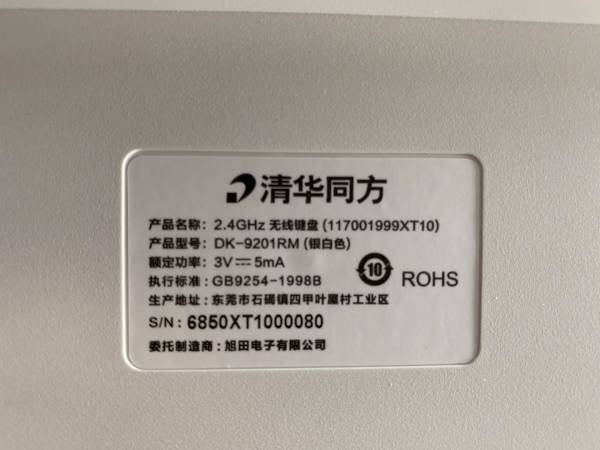 清华同方
产品名称: 2.4GHz 无线键盘 (117001999XT10)
产品型号: DK-9201RM (银白色)
额定功率: 3V⎓5mA
执行标准: GB9254-1998B
生产地址: 东莞市石碣镇四甲叶屋村工业区
S/N: 6850XT1000080
委托制造商: 旭田电子有限公司
10
ROHS